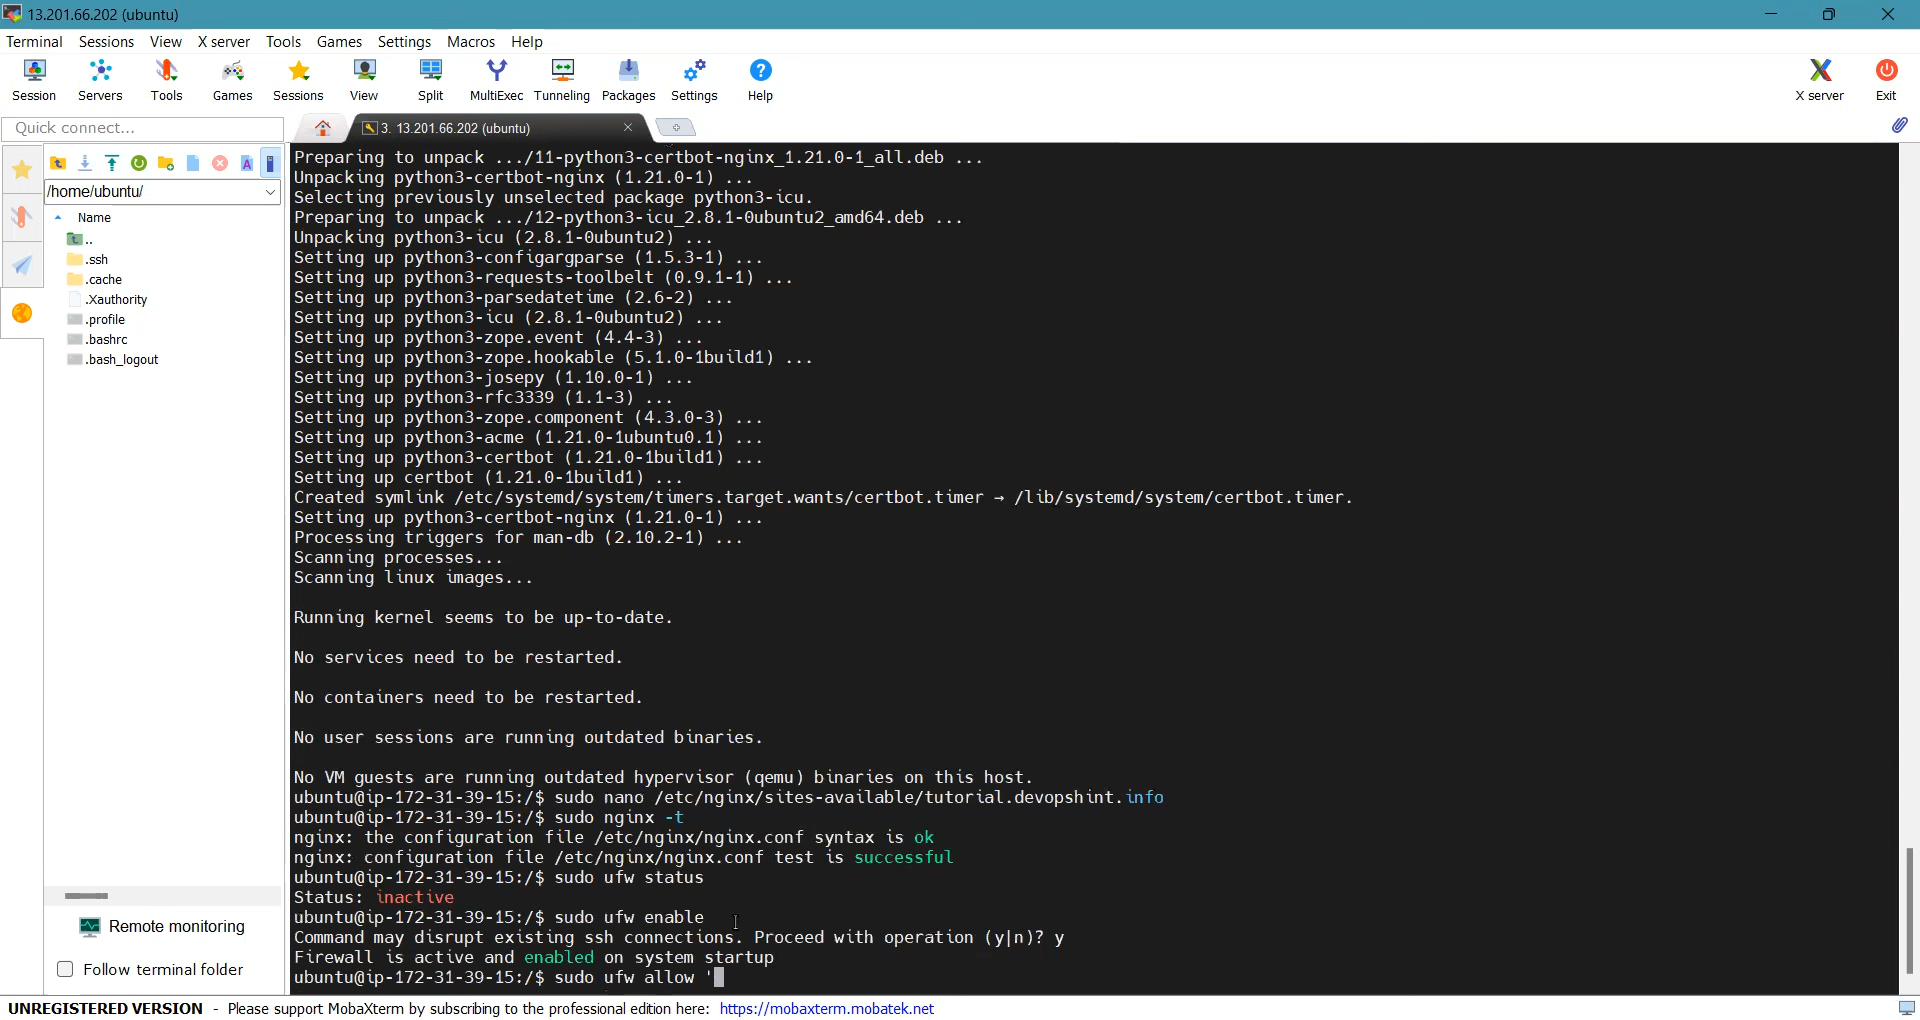 13.201.66.202 (ubuntu)
Terminal Sessions View X server Tools Games Settings Macros Help
Session Servers Tools Games Sessions View Split MultiExec Tunneling Packages Settings Help X server Exit
Quick connect...
3. 13.201.66.202 (ubuntu)
/home/ubuntu/
Name
..
.ssh
.cache
.Xauthority
.profile
.bashrc
.bash_logout
Remote monitoring
Follow terminal folder
Preparing to unpack .../11-python3-certbot-nginx_1.21.0-1_all.deb ...
Unpacking python3-certbot-nginx (1.21.0-1) ...
Selecting previously unselected package python3-icu.
Preparing to unpack .../12-python3-icu_2.8.1-0ubuntu2_amd64.deb ...
Unpacking python3-icu (2.8.1-0ubuntu2) ...
Setting up python3-configargparse (1.5.3-1) ...
Setting up python3-requests-toolbelt (0.9.1-1) ...
Setting up python3-parsedatetime (2.6-2) ...
Setting up python3-icu (2.8.1-0ubuntu2) ...
Setting up python3-zope.event (4.4-3) ...
Setting up python3-zope.hookable (5.1.0-1build1) ...
Setting up python3-josepy (1.10.0-1) ...
Setting up python3-rfc3339 (1.1-3) ...
Setting up python3-zope.component (4.3.0-3) ...
Setting up python3-acme (1.21.0-1ubuntu0.1) ...
Setting up python3-certbot (1.21.0-1build1) ...
Setting up certbot (1.21.0-1build1) ...
Created symlink /etc/systemd/system/timers.target.wants/certbot.timer → /lib/systemd/system/certbot.timer.
Setting up python3-certbot-nginx (1.21.0-1) ...
Processing triggers for man-db (2.10.2-1) ...
Scanning processes...
Scanning linux images...
Running kernel seems to be up-to-date.
No services need to be restarted.
No containers need to be restarted.
No user sessions are running outdated binaries.
No VM guests are running outdated hypervisor (qemu) binaries on this host.
ubuntu@ip-172-31-39-15:/$ sudo nano /etc/nginx/sites-available/tutorial.devopshint.info
ubuntu@ip-172-31-39-15:/$ sudo nginx -t
nginx: the configuration file /etc/nginx/nginx.conf syntax is ok
nginx: configuration file /etc/nginx/nginx.conf test is successful
ubuntu@ip-172-31-39-15:/$ sudo ufw status
Status: inactive
ubuntu@ip-172-31-39-15:/$ sudo ufw enable
Command may disrupt existing ssh connections. Proceed with operation (y|n)? y
Firewall is active and enabled on system startup
ubuntu@ip-172-31-39-15:/$ sudo ufw allow '
UNREGISTERED VERSION - Please support MobaXterm by subscribing to the professional edition here: https://mobaxterm.mobatek.net